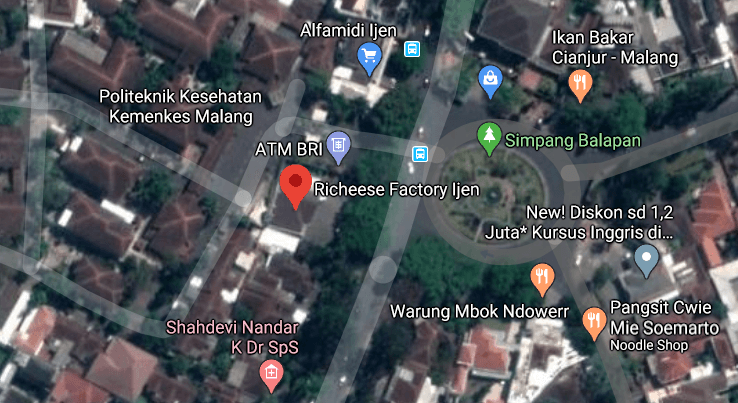 Alfamidi Ijen
Ikan Bakar
Cianjur - Malang
Politeknik Kesehatan
Kemenkes Malang
ATM BRI
Simpang Balapan
Richeese Factory Ijen
New! Diskon sd 1,2
Juta* Kursus Inggris di...
Warung Mbok Ndowerr
Pangsit Cwie
Mie Soemarto
Noodle Shop
Shahdevi Nandar
K Dr SpS